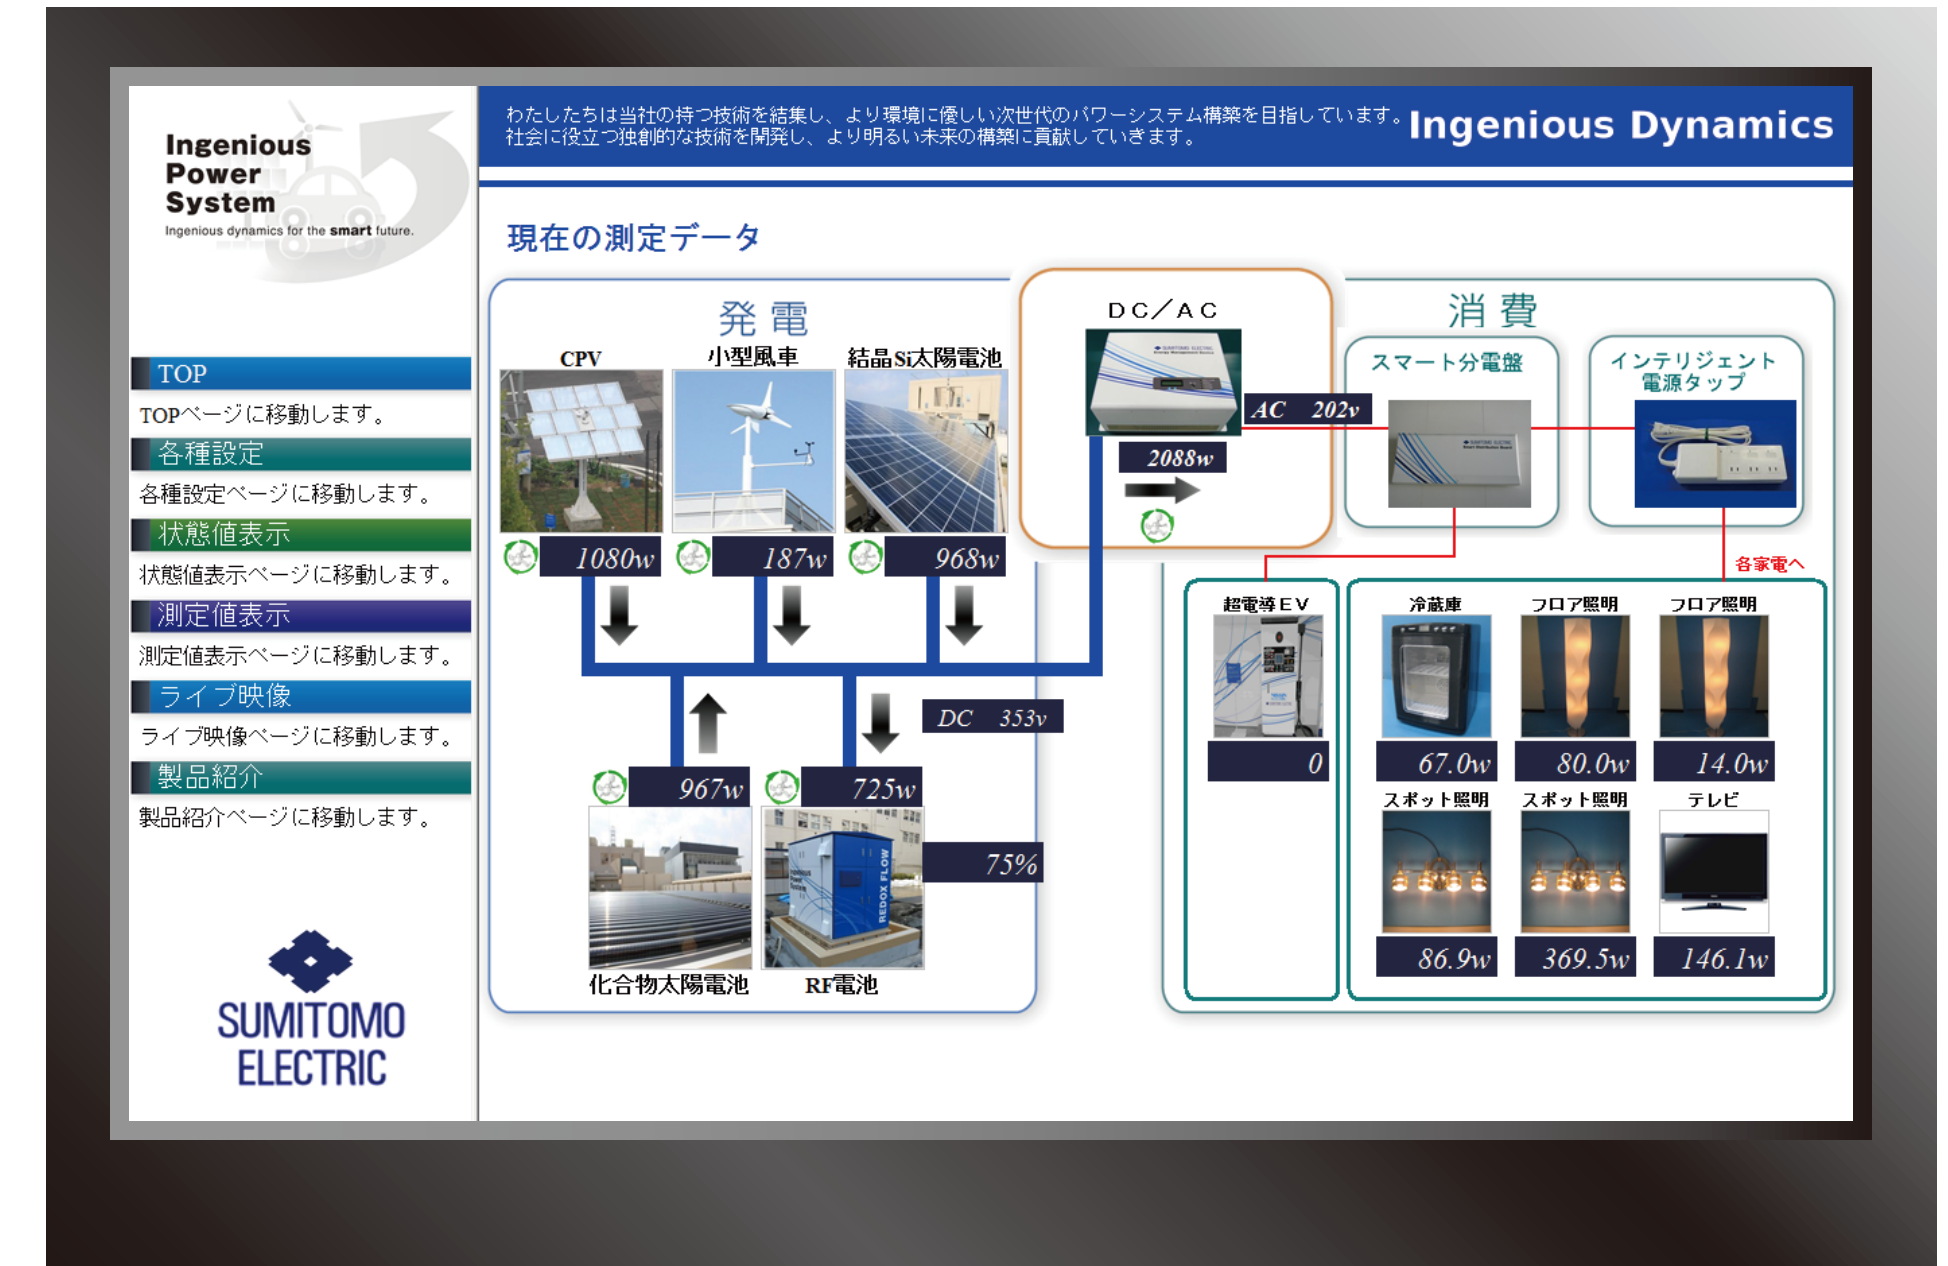 Ingenious
Power
System
Ingenious dynamics for the smart future.
TOP
TOPページに移動します。
各種設定
各種設定ページに移動します。
状態値表示
状態値表示ページに移動します。
測定値表示
測定値表示ページに移動します。
ライブ映像
ライブ映像ページに移動します。
製品紹介
製品紹介ページに移動します。
SUMITOMO
ELECTRIC
わたしたちは当社の持つ技術を結集し、より環境に優しい次世代のパワーシステム構築を目指しています。
社会に役立つ独創的な技術を開発し、より明るい未来の構築に貢献していきます。
Ingenious Dynamics
現在の測定データ
発電
CPV
小型風車
結晶Si太陽電池
1080w
187w
968w
967w
725w
DC 353v
75%
REDOX FLOW
Ingenious
Power
System
化合物太陽電池
RF電池
DC／AC
SUMITOMO ELECTRIC
2088w
AC 202v
消費
スマート分電盤
SUMITOMO ELECTRIC
Smart Distribution Board
インテリジェント
電源タップ
各家電へ
超電導EV
0
冷蔵庫
フロア照明
フロア照明
67.0w
80.0w
14.0w
スポット照明
スポット照明
テレビ
86.9w
369.5w
146.1w